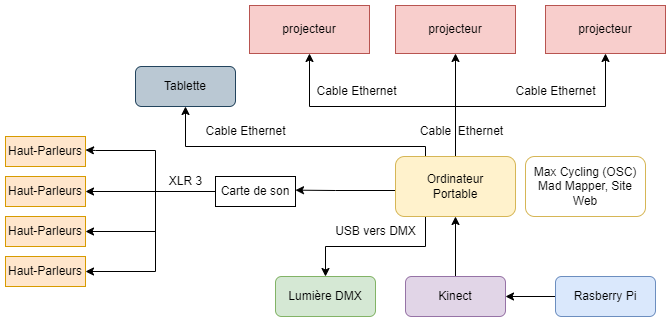 projecteur
projecteur
projecteur
Tablette
Cable Ethernet
Cable Ethernet
Cable Ethernet
Cable Ethernet
Haut-Parleurs
Haut-Parleurs
Haut-Parleurs
Haut-Parleurs
XLR 3
Carte de son
Ordinateur
Portable
Max Cycling (OSC)
Mad Mapper, Site
Web
USB vers DMX
Lumière DMX
Kinect
Rasberry Pi